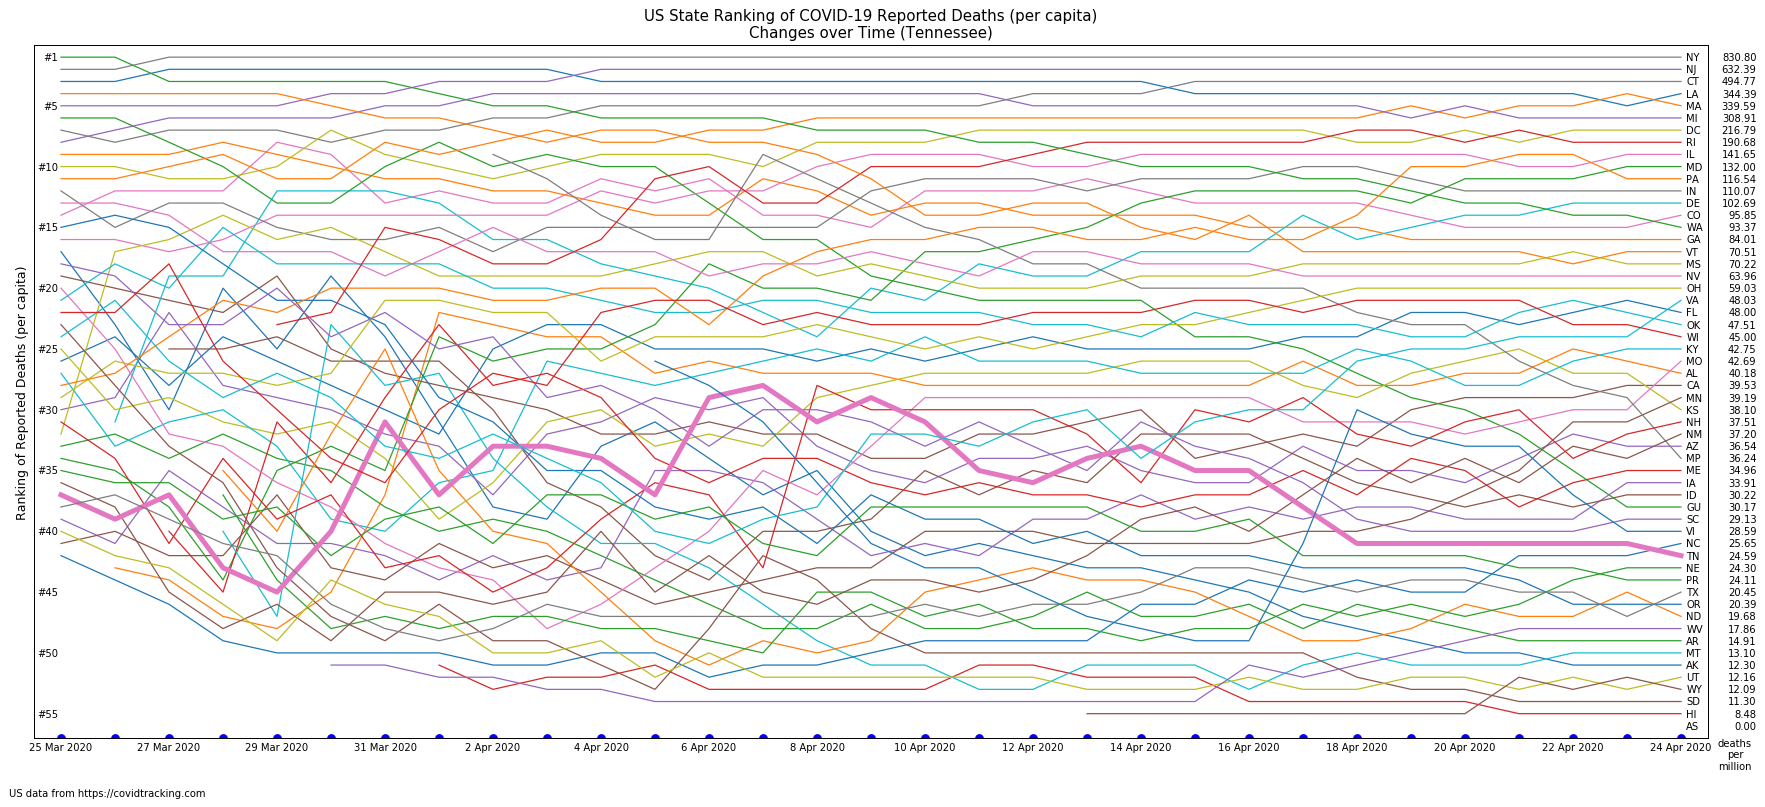 US State Ranking of COVID-19 Reported Deaths (per capita)
Changes over Time (Tennessee)
Ranking of Reported Deaths (per capita)
#1
#5
#10
#15
#20
#25
#30
#35
#40
#45
#50
#55
NY 830.80
NJ 632.39
CT 494.77
LA 344.39
MA 339.59
MI 308.91
DC 216.79
RI 190.68
IL 141.65
MD 132.00
PA 116.54
IN 110.07
DE 102.69
CO 95.85
WA 93.37
GA 84.01
VT 70.51
MS 70.22
NV 63.96
OH 59.03
VA 48.03
FL 48.00
OK 47.51
WI 45.00
KY 42.75
MO 42.69
AL 40.18
CA 39.53
MN 39.19
KS 38.10
NH 37.51
NM 37.20
AZ 36.54
MP 36.24
ME 34.96
IA 33.91
ID 30.22
GU 30.17
SC 29.13
VI 28.59
NC 25.65
TN 24.59
NE 24.30
PR 24.11
TX 20.45
OR 20.39
ND 19.68
WV 17.86
AR 14.91
MT 13.10
AK 12.30
UT 12.16
WY 12.09
SD 11.30
HI 8.48
AS 0.00
25 Mar 2020 27 Mar 2020 29 Mar 2020 31 Mar 2020 2 Apr 2020 4 Apr 2020 6 Apr 2020 8 Apr 2020 10 Apr 2020 12 Apr 2020 14 Apr 2020 16 Apr 2020 18 Apr 2020 20 Apr 2020 22 Apr 2020 24 Apr 2020
deaths
per
million
US data from https://covidtracking.com